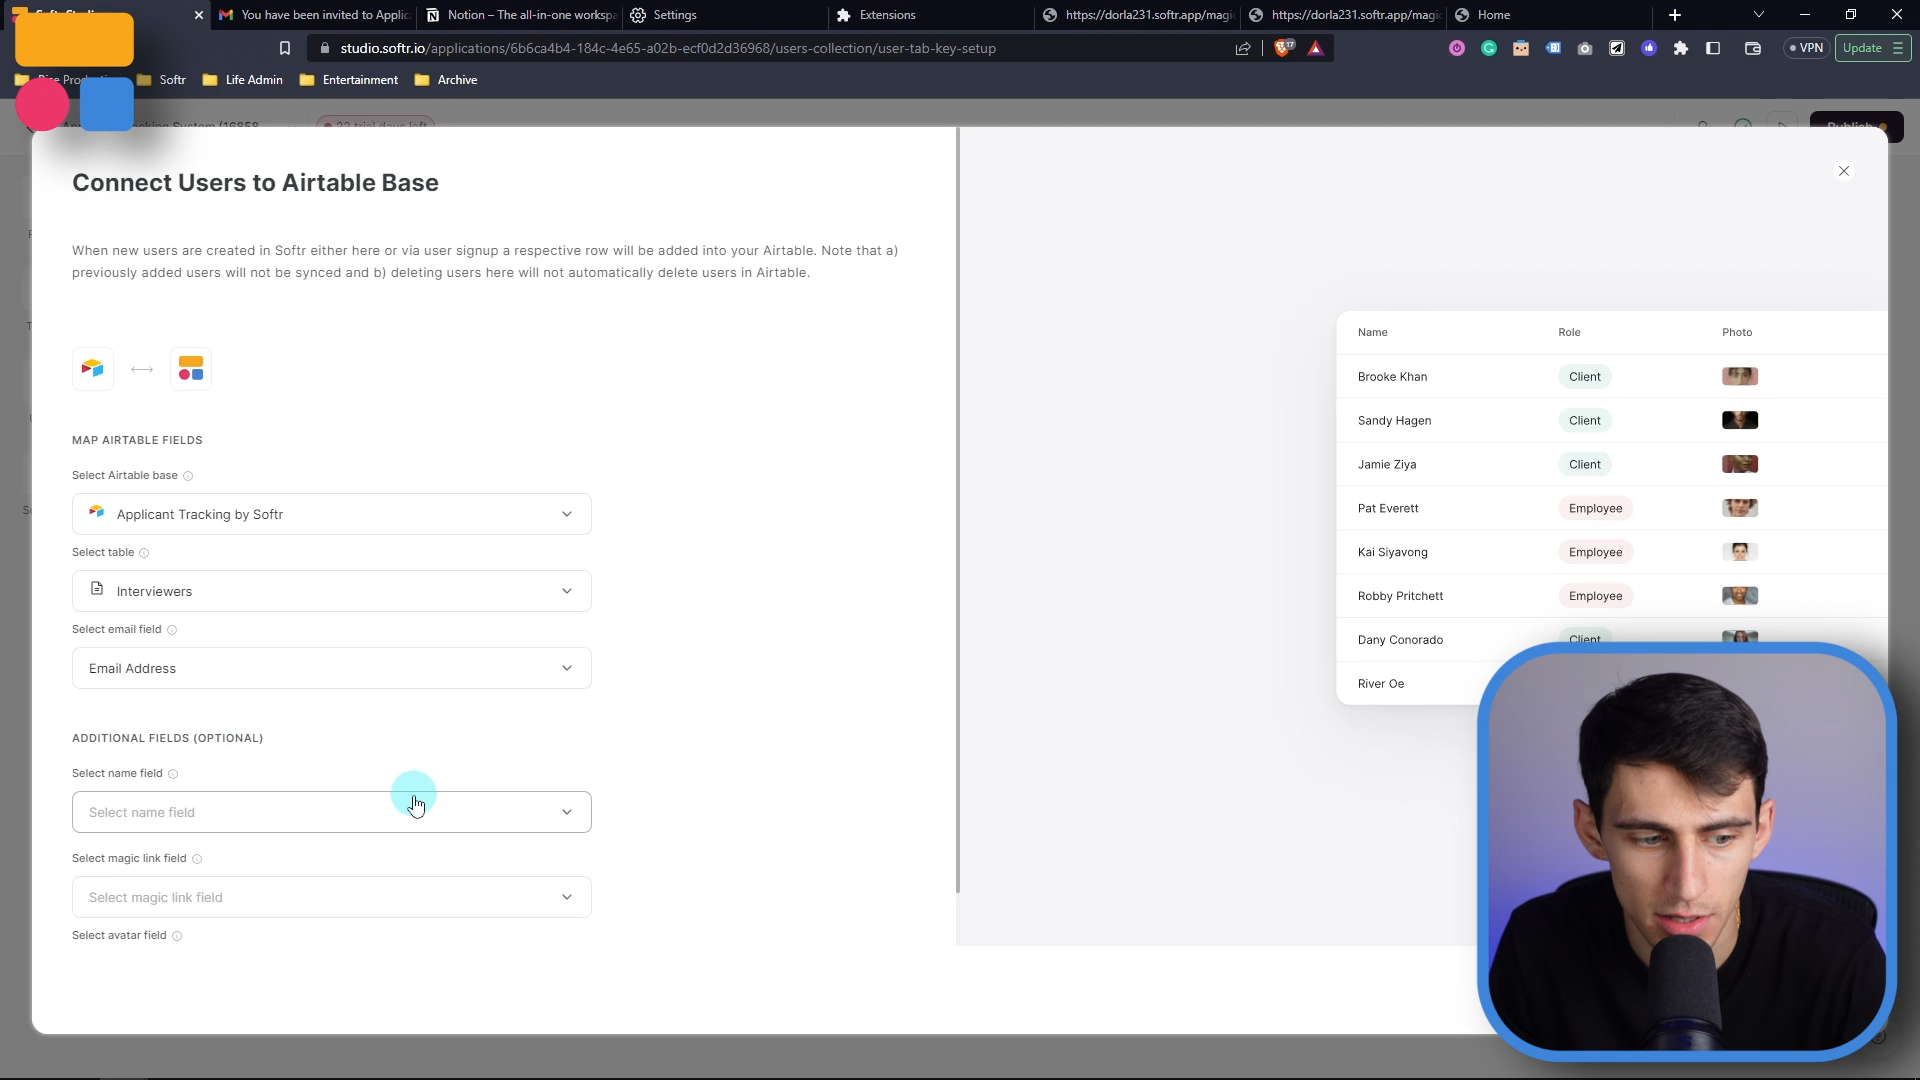 You have been invited to Applic
Notion – The all-in-one workspa
Settings
Extensions
https://dorla231.softr.app/magi
https://dorla231.softr.app/magi
Home
studio.softr.io/applications/6b6ca4b4-184c-4e65-a02b-ecf0d2d36968/users-collection/user-tab-key-setup
17
VPN
Update
Softr
Life Admin
Entertainment
Archive
Publish
Connect Users to Airtable Base
When new users are created in Softr either here or via user signup a respective row will be added into your Airtable. Note that a)
previously added users will not be synced and b) deleting users here will not automatically delete users in Airtable.
MAP AIRTABLE FIELDS
Select Airtable base
Applicant Tracking by Softr
Select table
Interviewers
Select email field
Email Address
ADDITIONAL FIELDS (OPTIONAL)
Select name field
Select name field
Select magic link field
Select magic link field
Select avatar field
Name Role Photo
Brooke Khan Client
Sandy Hagen Client
Jamie Ziya Client
Pat Everett Employee
Kai Siyavong Employee
Robby Pritchett Employee
Dany Conorado Client
River Oe